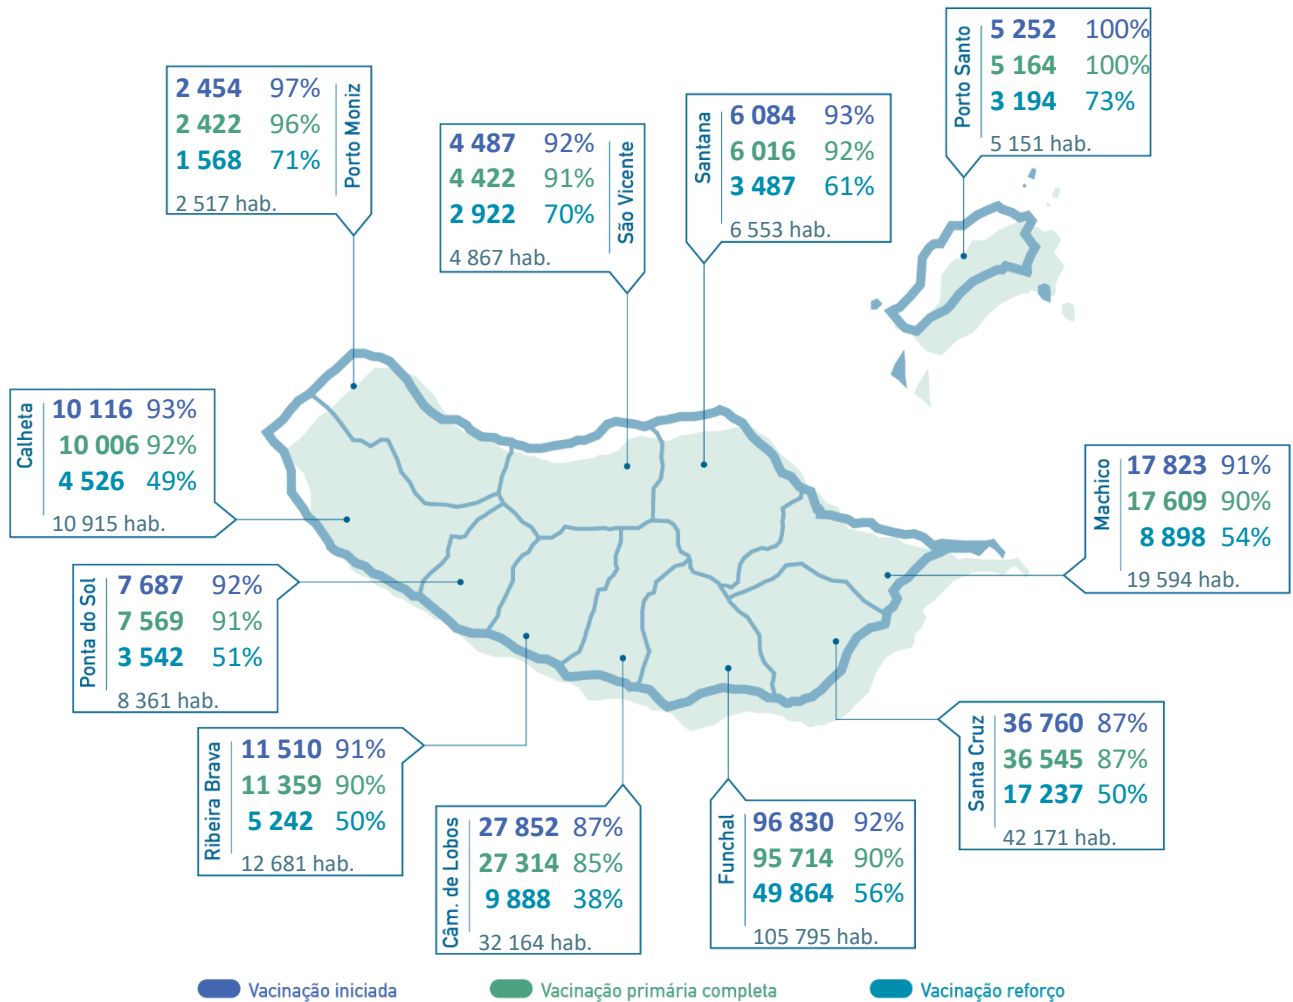 Porto Santo
5 252 100%
5 164 100%
3 194 73%
5 151 hab.
Porto Moniz
2 454 97%
2 422 96%
1 568 71%
2 517 hab.
São Vicente
4 487 92%
4 422 91%
2 922 70%
4 867 hab.
Santana
6 084 93%
6 016 92%
3 487 61%
6 553 hab.
Calheta
10 116 93%
10 006 92%
4 526 49%
10 915 hab.
Machico
17 823 91%
17 609 90%
8 898 54%
19 594 hab.
Ponta do Sol
7 687 92%
7 569 91%
3 542 51%
8 361 hab.
Ribeira Brava
11 510 91%
11 359 90%
5 242 50%
12 681 hab.
Câm. de Lobos
27 852 87%
27 314 85%
9 888 38%
32 164 hab.
Funchal
96 830 92%
95 714 90%
49 864 56%
105 795 hab.
Santa Cruz
36 760 87%
36 545 87%
17 237 50%
42 171 hab.
Vacinação iniciada
Vacinação primária completa
Vacinação reforço